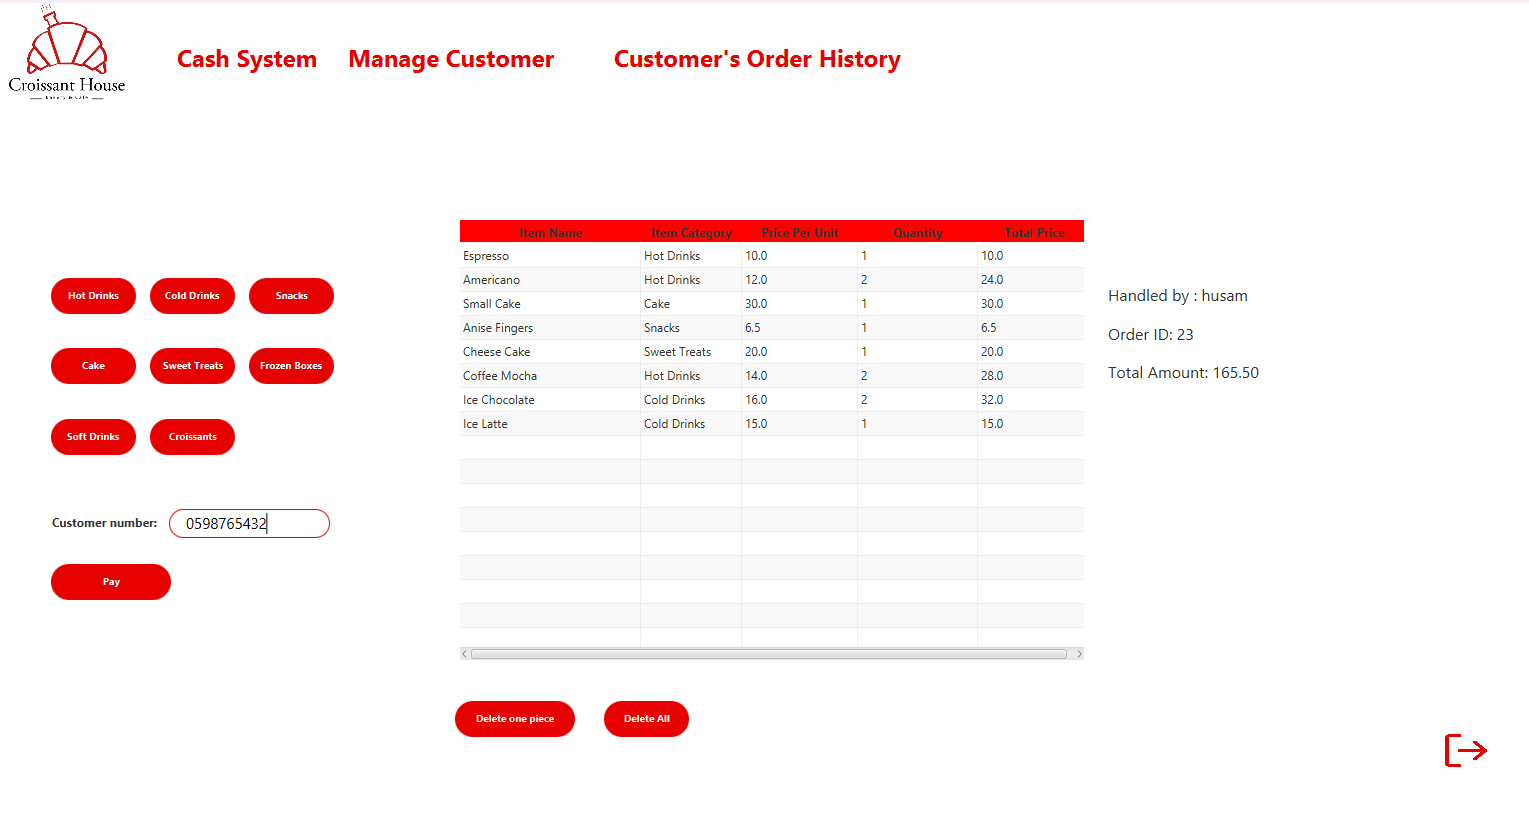 Croissant House
Bakery & Cafe
Cash System Manage Customer Customer's Order History
Item Name Item Category Price Per Unit Quantity Total Price
Espresso Hot Drinks 10.0 1 10.0
Americano Hot Drinks 12.0 2 24.0
Small Cake Cake 30.0 1 30.0
Anise Fingers Snacks 6.5 1 6.5
Cheese Cake Sweet Treats 20.0 1 20.0
Coffee Mocha Hot Drinks 14.0 2 28.0
Ice Chocolate Cold Drinks 16.0 2 32.0
Ice Latte Cold Drinks 15.0 1 15.0
Hot Drinks Cold Drinks Snacks
Cake Sweet Treats Frozen Boxes
Soft Drinks Croissants
Customer number: 0598765432
Pay
Handled by : husam
Order ID: 23
Total Amount: 165.50
Delete one piece Delete All